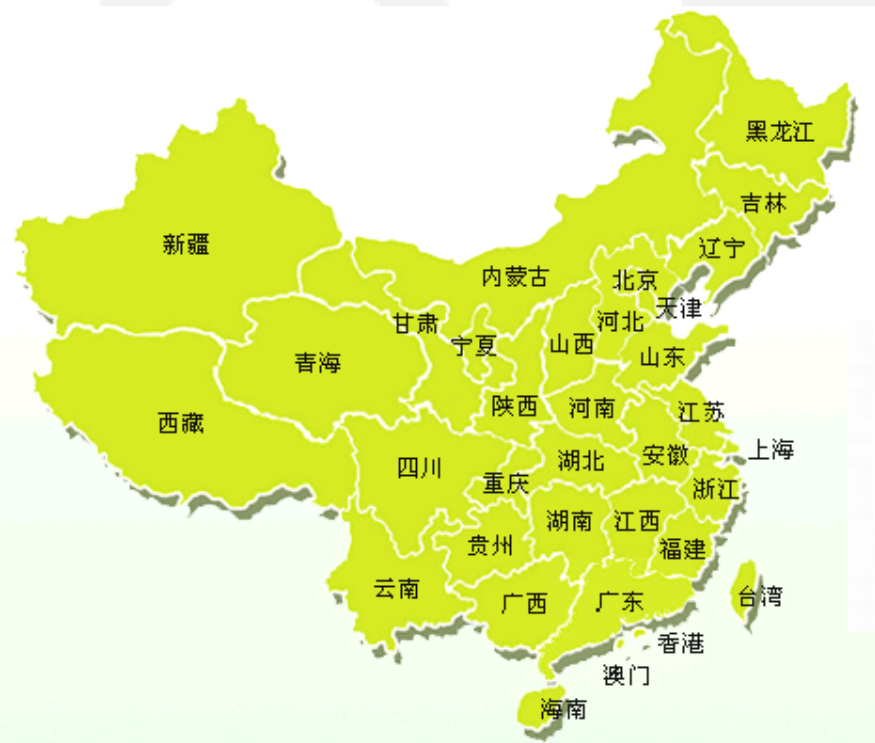 黑龙江
吉林
辽宁
新疆
内蒙古
北京
天津
甘肃
河北
宁夏
山西
山东
青海
陕西
河南
江苏
西藏
上海
安徽
湖北
四川
重庆
浙江
湖南
江西
福建
贵州
云南
台湾
广西
广东
香港
澳门
海南